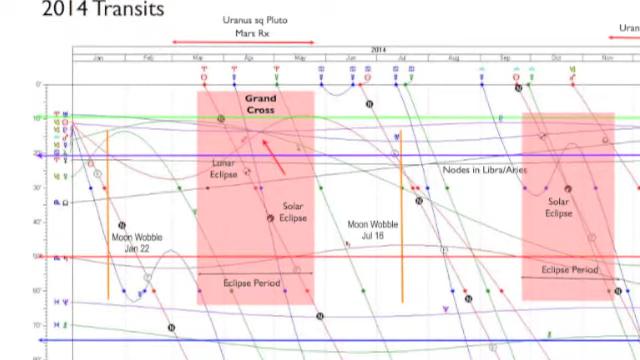 2014 Transits
Uranus sq Pluto
Mars Rx
Uran
2014
Jan
Feb
Mar
Apr
May
Jun
Jul
Aug
Sep
Oct
Nov
0°
10°
30°
40°
50°
60°
70°
Grand
Cross
Lunar
Eclipse
Solar
Eclipse
Nodes in Libra/Aries
Solar
Eclipse
Moon Wobble
Jan 22
Moon Wobble
Jul 16
Eclipse Period
Eclipse Period